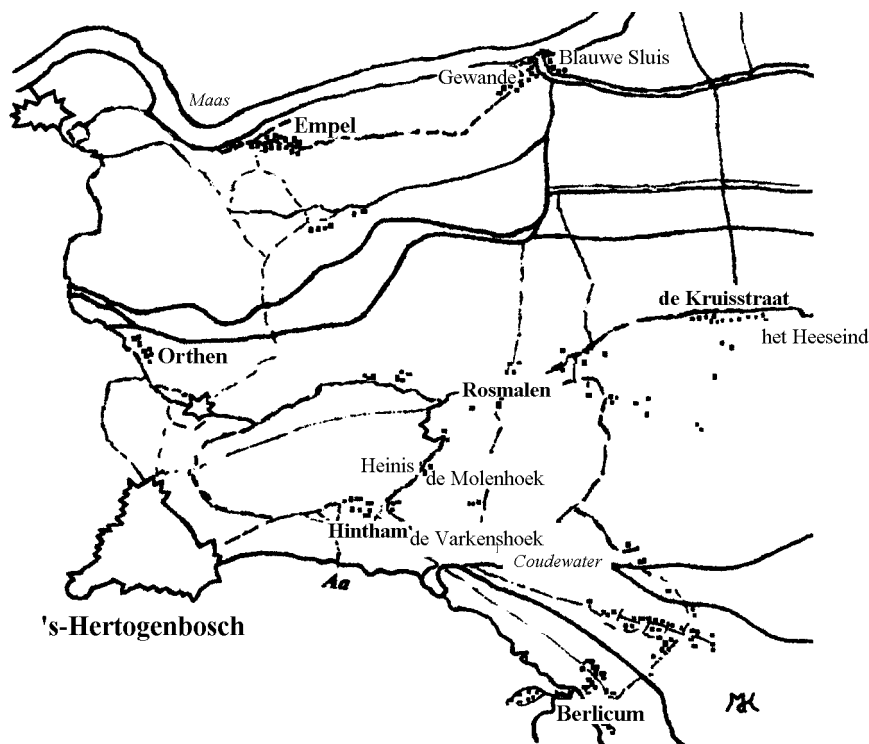 Blauwe Sluis
Gewande
Maas
Empel
de Kruisstraat
het Heeseind
Orthen
Rosmalen
Heinis
de Molenhoek
Hintham
de Varkenshoek
Coudewater
Aa
's-Hertogenbosch
Berlicum